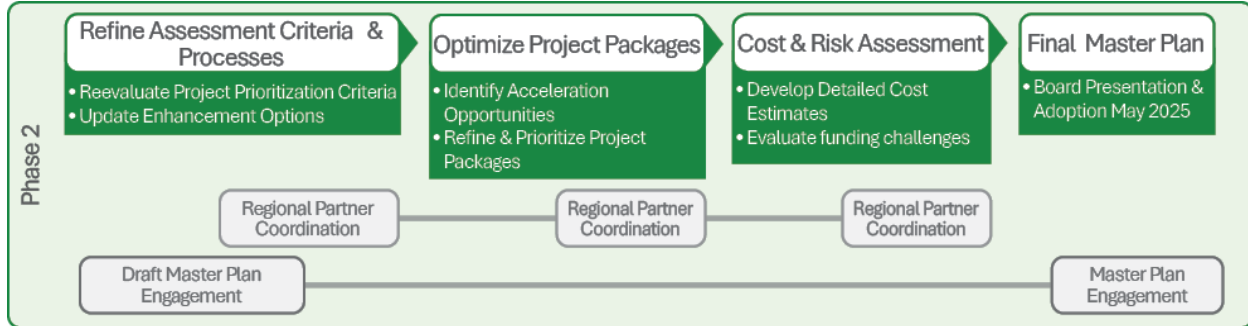 Phase 2
Refine Assessment Criteria &
Processes
• Reevaluate Project Prioritization Criteria
• Update Enhancement Options
Optimize Project Packages
• Identify Acceleration
Opportunities
• Refine & Prioritize Project
Packages
Cost & Risk Assessment
• Develop Detailed Cost
Estimates
• Evaluate funding challenges
Final Master Plan
• Board Presentation &
Adoption May 2025
Regional Partner
Coordination
Regional Partner
Coordination
Regional Partner
Coordination
Draft Master Plan
Engagement
Master Plan
Engagement